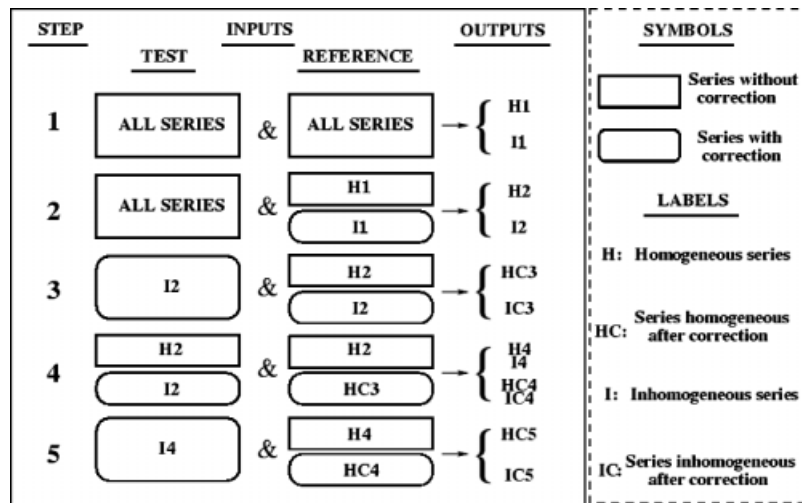 STEP INPUTS OUTPUTS
TEST REFERENCE
1 ALL SERIES & ALL SERIES { H1
I1
2 ALL SERIES & H1
I1 { H2
I2
3 I2 & H2
I2 { HC3
IC3
4 H2
I2 & H2
HC3 { H4
I4
HC4
IC4
5 I4 & H4
HC4 { HC5
IC5
SYMBOLS
Series without
correction
Series with
correction
LABELS
H: Homogeneous series
HC: Series homogeneous
after correction
I: Inhomogeneous series
IC: Series inhomogeneous
after correction